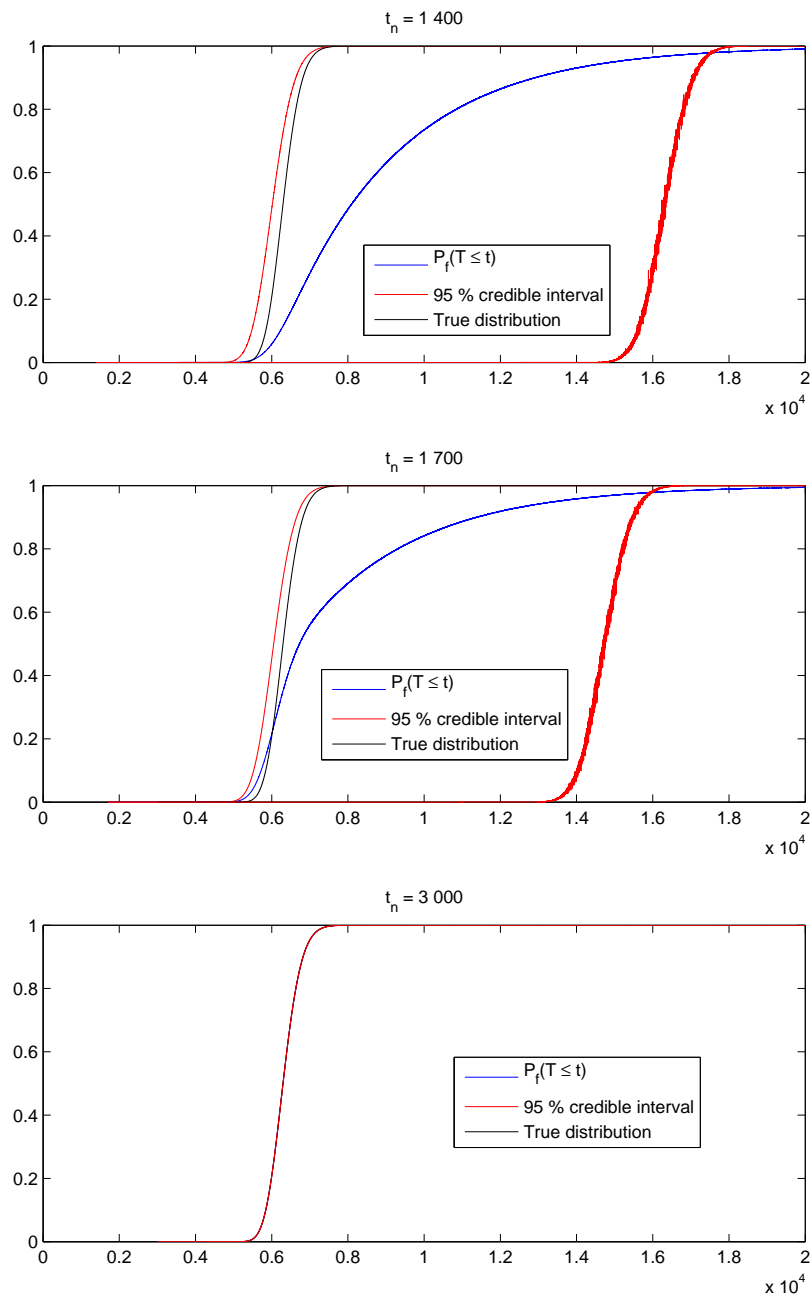 t_n = 1 400
1
0.8
0.6
0.4
0.2
0
P_f(T ≤ t)
95 % credible interval
True distribution
0 0.2 0.4 0.6 0.8 1 1.2 1.4 1.6 1.8 2
x 10^4
t_n = 1 700
1
0.8
0.6
0.4
0.2
0
P_f(T ≤ t)
95 % credible interval
True distribution
0 0.2 0.4 0.6 0.8 1 1.2 1.4 1.6 1.8 2
x 10^4
t_n = 3 000
1
0.8
0.6
0.4
0.2
0
P_f(T ≤ t)
95 % credible interval
True distribution
0 0.2 0.4 0.6 0.8 1 1.2 1.4 1.6 1.8 2
x 10^4